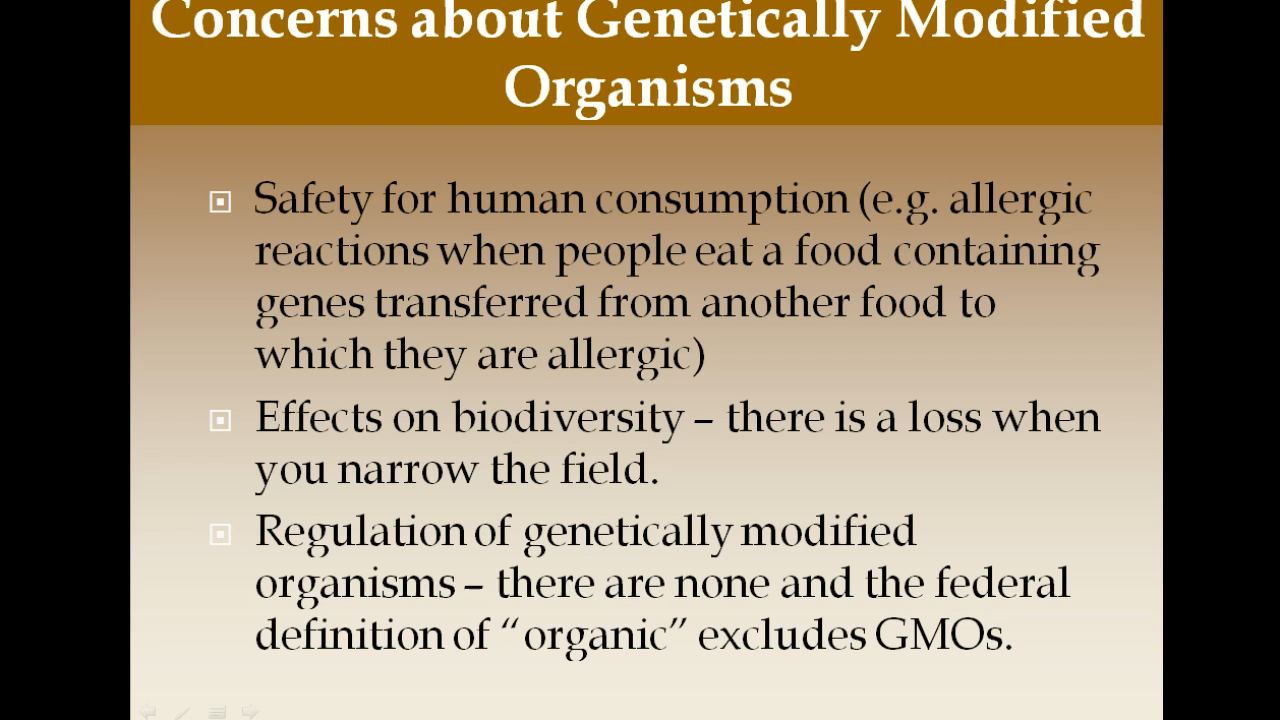 Concerns about Genetically Modified
Organisms
Safety for human consumption (e.g. allergic
reactions when people eat a food containing
genes transferred from another food to
which they are allergic)
Effects on biodiversity – there is a loss when
you narrow the field.
Regulation of genetically modified
organisms – there are none and the federal
definition of “organic” excludes GMOs.